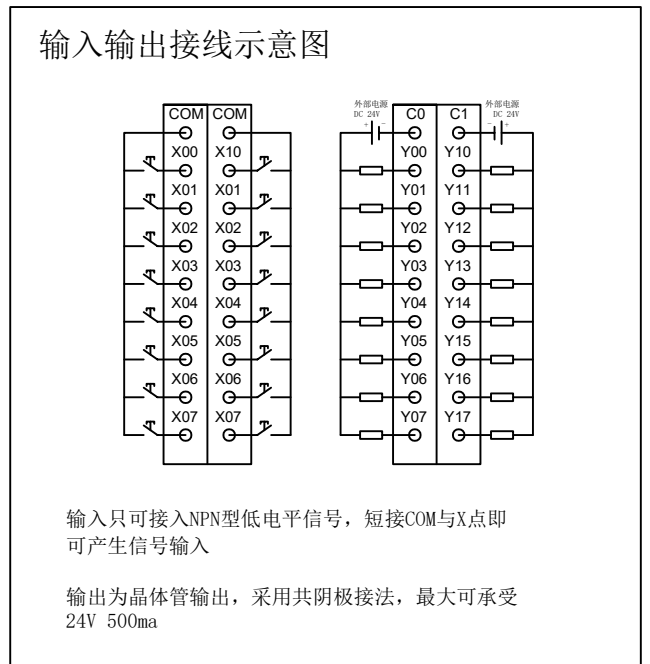 输入输出接线示意图
外部电源
DC 24V
+ -
外部电源
DC 24V
- +
COM COM
X00 X10
X01 X01
X02 X02
X03 X03
X04 X04
X05 X05
X06 X06
X07 X07
C0 C1
Y00 Y10
Y01 Y11
Y02 Y12
Y03 Y13
Y04 Y14
Y05 Y15
Y06 Y16
Y07 Y17
输入只可接入NPN型低电平信号，短接COM与X点即
可产生信号输入
输出为晶体管输出，采用共阴极接法，最大可承受
24V 500ma